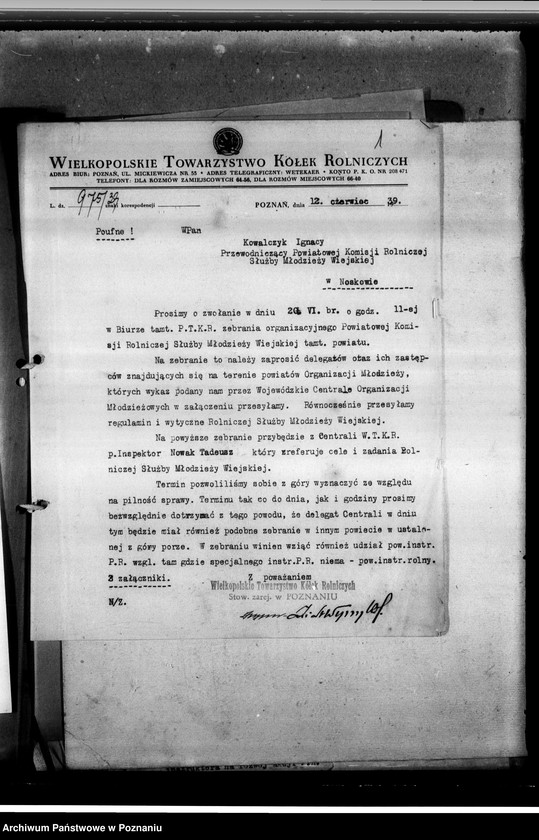 1
WIELKOPOLSKIE TOWARZYSTWO KÓŁEK ROLNICZYCH
ADRES BIUR: POZNAŃ, UL. MICKIEWICZA NR 55 • ADRES TELEGRAFICZNY: WETEKAER • KONTO P. K. O. NR 208 471
TELEFONY: DLA ROZMÓW ZAMIEJSCOWYCH 64-56, DLA ROZMÓW MIEJSCOWYCH 66-40
L. dz. 975/39 korespondencji POZNAŃ, dnia 12. czerwiec 39.
Poufne ! WPan
Kowalczyk Ignacy
Przewodniczący Powiatowej Komisji Rolniczej
Służby Młodzieży Wiejskiej
w Noskowie
Prosimy o zwołanie w dniu VI. br. o godz. 11-ej
w Biurze tamt. P.T.K.R. zebrania organizacyjnego Powiatowej Komi-
sji Rolniczej Służby Młodzieży Wiejskiej tamt. powiatu.
Na zebranie to należy zaprosić delegatów otaz ich zastęp-
ców znajdujących się na terenie powiatów Organizacji Młodzieży,
których wykaz podany nam przez Wojewódzkie Centrale Organizacji
Młodzieżowych w załączeniu przesyłamy. Równocześnie przesyłamy
regulamin i wytyczne Rolniczej Służby Młodzieży Wiejskiej.
Na powyższe zebranie przybędzie z Centrali W.T.K.R.
p.Inspektor Nowak Tadeusz który zreferuje cele i zadania Rol-
niczej Służby Młodzieży Wiejskiej.
Termin pozwoliliśmy sobie z góry wyznaczyć ze względu
na pilność sprawy. Terminu tak co do dnia, jak i godziny prosimy
bezwzględnie dotrzymać z tego powodu, że delegat Centrali w dniu
tym będzie miał również podobne zebranie w innym powiecie w ustalo-
nej z góry porze. W zebraniu winien wziąć również udział pow.instr.
P.R. wzgl. tam gdzie specjalnego instr.P.R. niema - pow.instr.rolny.
3 załączniki. Z poważaniem
Wielkopolskie Towarzystwo Kółek Rolniczych
Stow. zarej. w POZNANIU
N/Z.
Archiwum Państwowe w Poznaniu